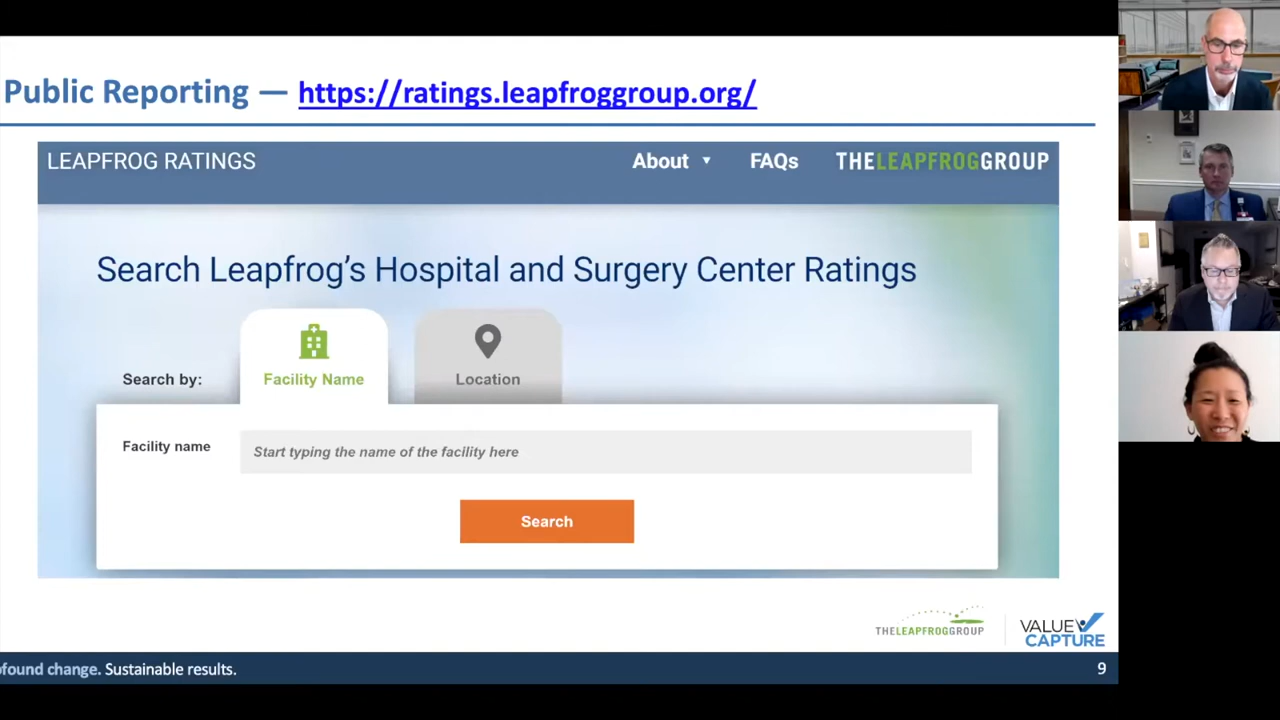 Public Reporting — https://ratings.leapfroggroup.org/
LEAPFROG RATINGS
About ▼ FAQs THELEAPFROGGROUP
Search Leapfrog's Hospital and Surgery Center Ratings
Search by:
Facility Name
Location
Facility name
Start typing the name of the facility here
Search
THELEAPFROGGROUP
VALUE
CAPTURE
ofound change. Sustainable results.
9